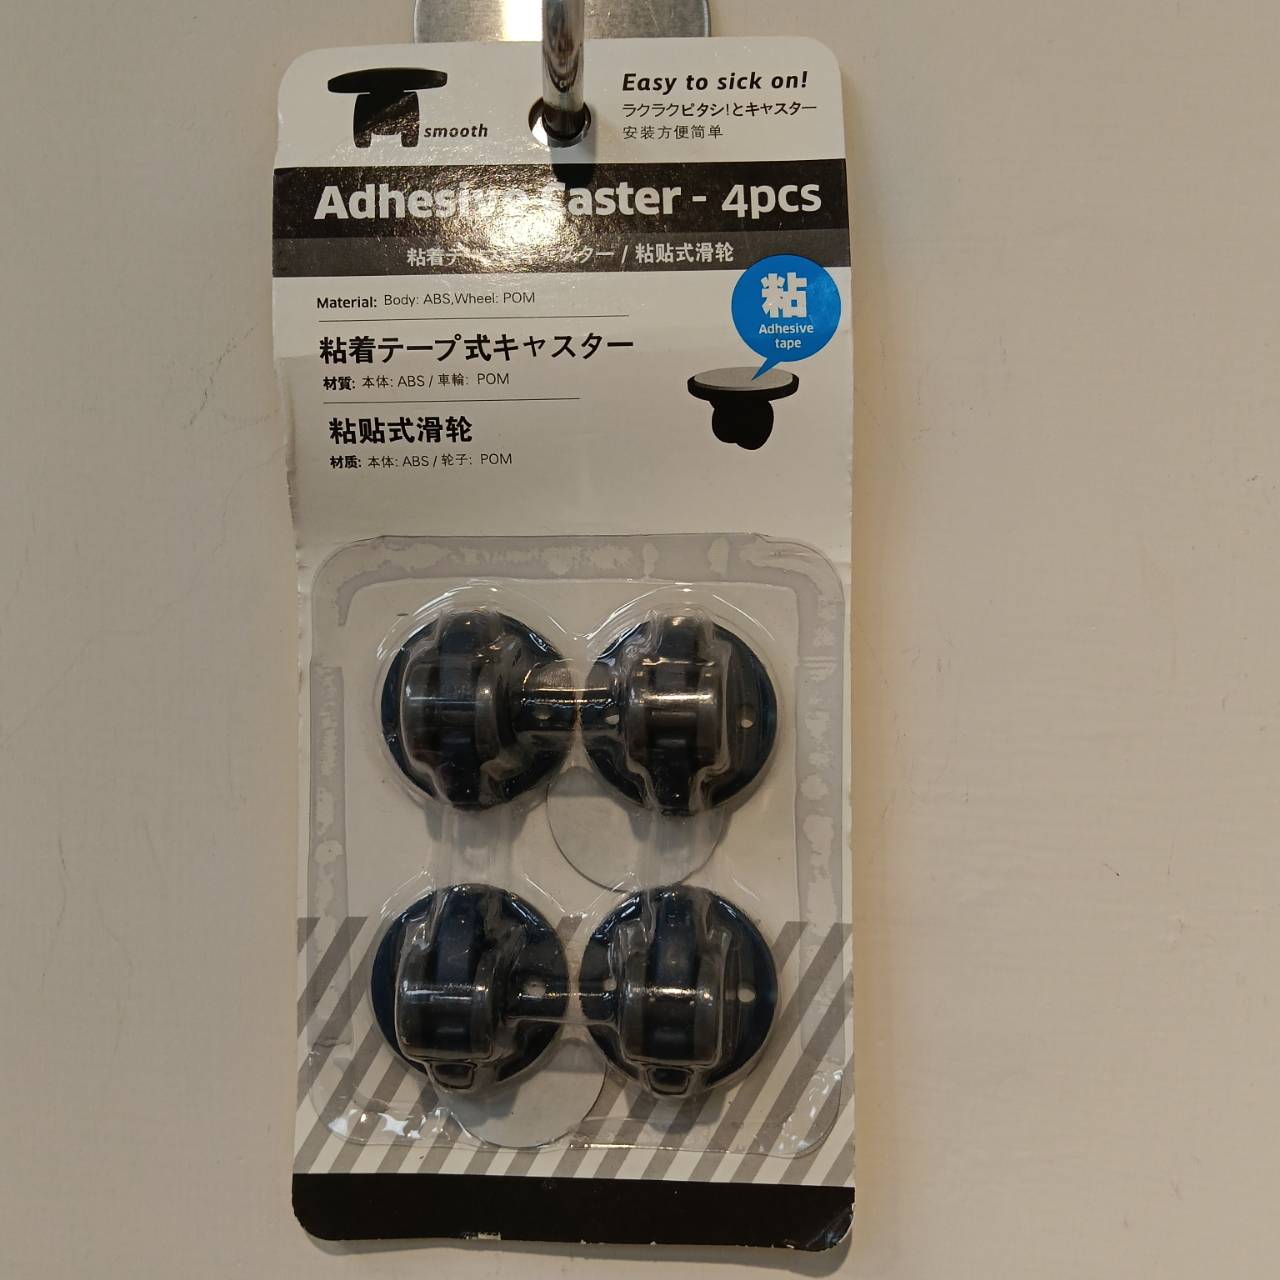 smooth
Easy to sick on!
ラクラクピタシ!とキャスター
安装方便简单
Adhesive Caster - 4pcs
粘着テープ式キャスター / 粘贴式滑轮
粘
Adhesive
tape
Material: Body: ABS,Wheel: POM
粘着テープ式キャスター
材質: 本体: ABS / 車輪: POM
粘贴式滑轮
材质: 本体: ABS / 轮子: POM